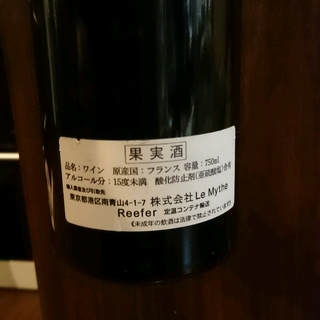 果実酒
品名：ワイン 原産国：フランス 容量：750ml
アルコール分：15度未満 酸化防止剤(亜硫酸塩)含有
輸入業者及び引取先
東京都港区南青山4-1-7 株式会社 Le Mythe
Reefer 定温コンテナ輸送
《未成年の飲酒は法律で禁止されています》